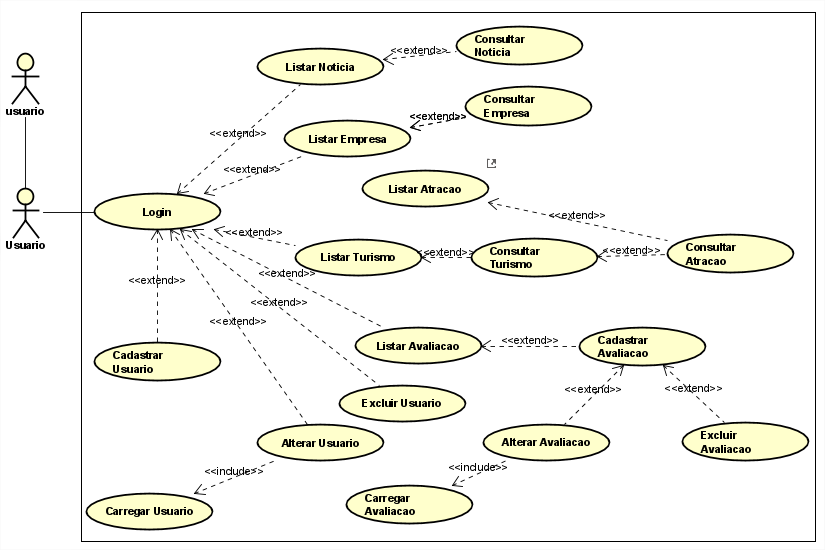 Consultar
Noticia
<<extend>>
Listar Noticia
Consultar
Empresa
usuario
<<extend>>
<<extend>>
Listar Empresa
<<extend>>
Listar Atracao
Login
<<extend>>
Usuario
<<extend>>
Listar Turismo
<<extend>>
Consultar
Turismo
<<extend>>
Consultar
Atracao
<<extend>>
<<extend>>
<<extend>>
<<extend>>
Listar Avaliacao
<<extend>>
Cadastrar
Avaliacao
Cadastrar
Usuario
<<extend>>
<<extend>>
Excluir Usuario
Alterar Usuario
Alterar Avaliacao
Excluir
Avaliacao
<<include>>
<<include>>
Carregar Usuario
Carregar
Avaliacao